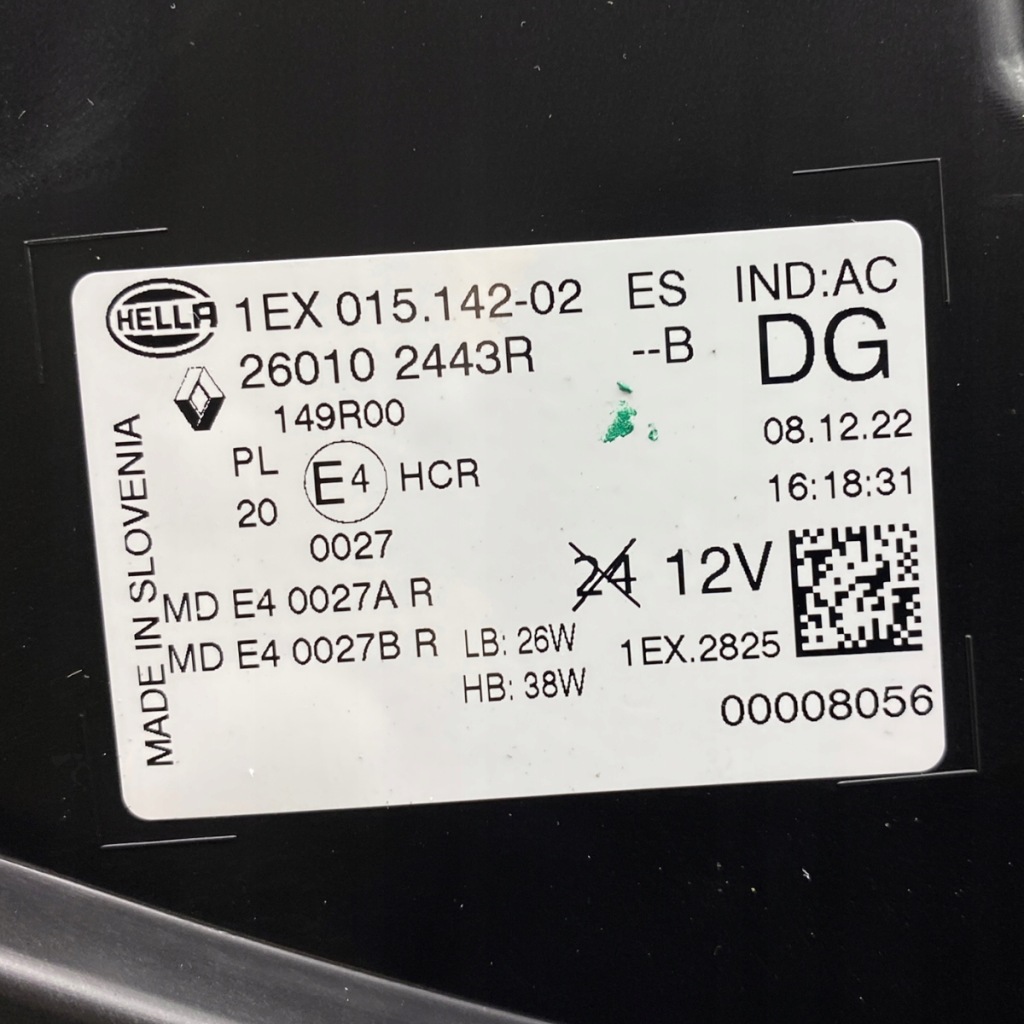 HELLA 1EX 015.142-02 ES IND:AC
26010 2443R --B DG
149R00 08.12.22
PL E4 HCR 16:18:31
20
0027 24 12V
MD E4 0027A R
MD E4 0027B R LB: 26W 1EX.2825
HB: 38W 00008056
MADE IN SLOVENIA